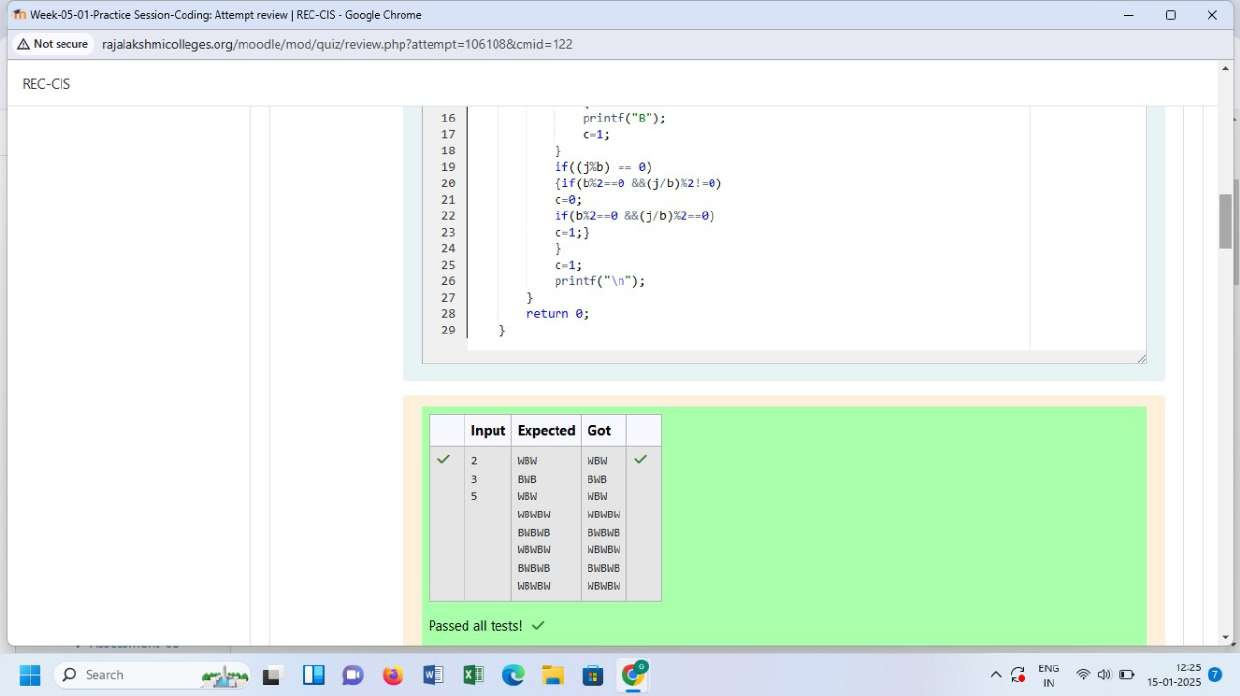 Week-05-01-Practice Session-Coding: Attempt review | REC-CIS - Google Chrome
Not secure rajalakshmicolleges.org/moodle/mod/quiz/review.php?attempt=106108&cmid=122
REC-CIS
16 printf("B");
17 c=1;
18 }
19 if((j%b) == 0)
20 {if(b%2==0 &&(j/b)%2!=0)
21 c=0;
22 if(b%2==0 &&(j/b)%2==0)
23 c=1;}
24 }
25 c=1;
26 printf("\n");
27 }
28 return 0;
29 }
Input Expected Got
2 WBW WBW
3 BWB BWB
5 WBW WBW
WBWBW WBWBW
BWBWB BWBWB
WBWBW WBWBW
BWBWB BWBWB
WBWBW WBWBW
Passed all tests!
Search
ENG
IN
12:25
15-01-2025
7